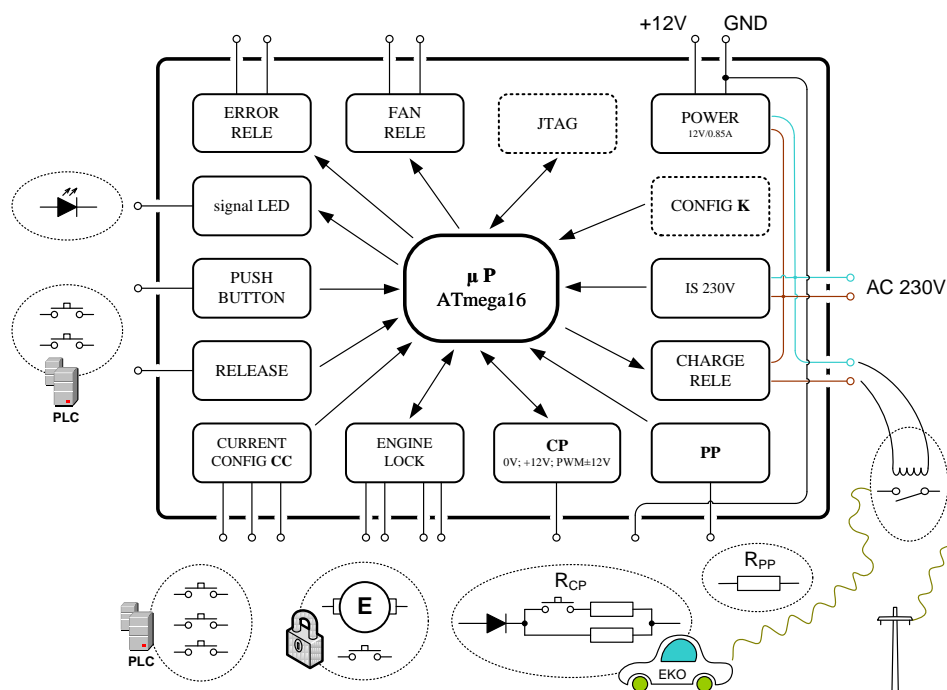 +12V GND
ERROR
RELE
FAN
RELE
JTAG
POWER
12V/0.85A
signal LED
CONFIG K
µ P
ATmega16
PUSH
BUTTON
IS 230V
AC 230V
RELEASE
CHARGE
RELE
PLC
CURRENT
CONFIG CC
ENGINE
LOCK
CP
0V; +12V; PWM±12V
PP
RPP
RCP
E
PLC
EKO